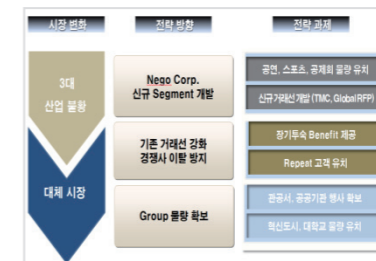 시장 변화
전략 방향
전략 과제
3대
산업 불황
대체 시장
Nego Corp.
신규 Segment 개발
기존 거래선 강화
경쟁사 이탈 방지
Group 물량 확보
공연, 스포츠, 공제회 물량 유치
신규거래선 개발 (TMC, Global RFP)
장기투숙 Benefit 제공
Repeat 고객 유치
관공서, 공공기관 행사 확보
혁신도시, 대학교 물량 유치